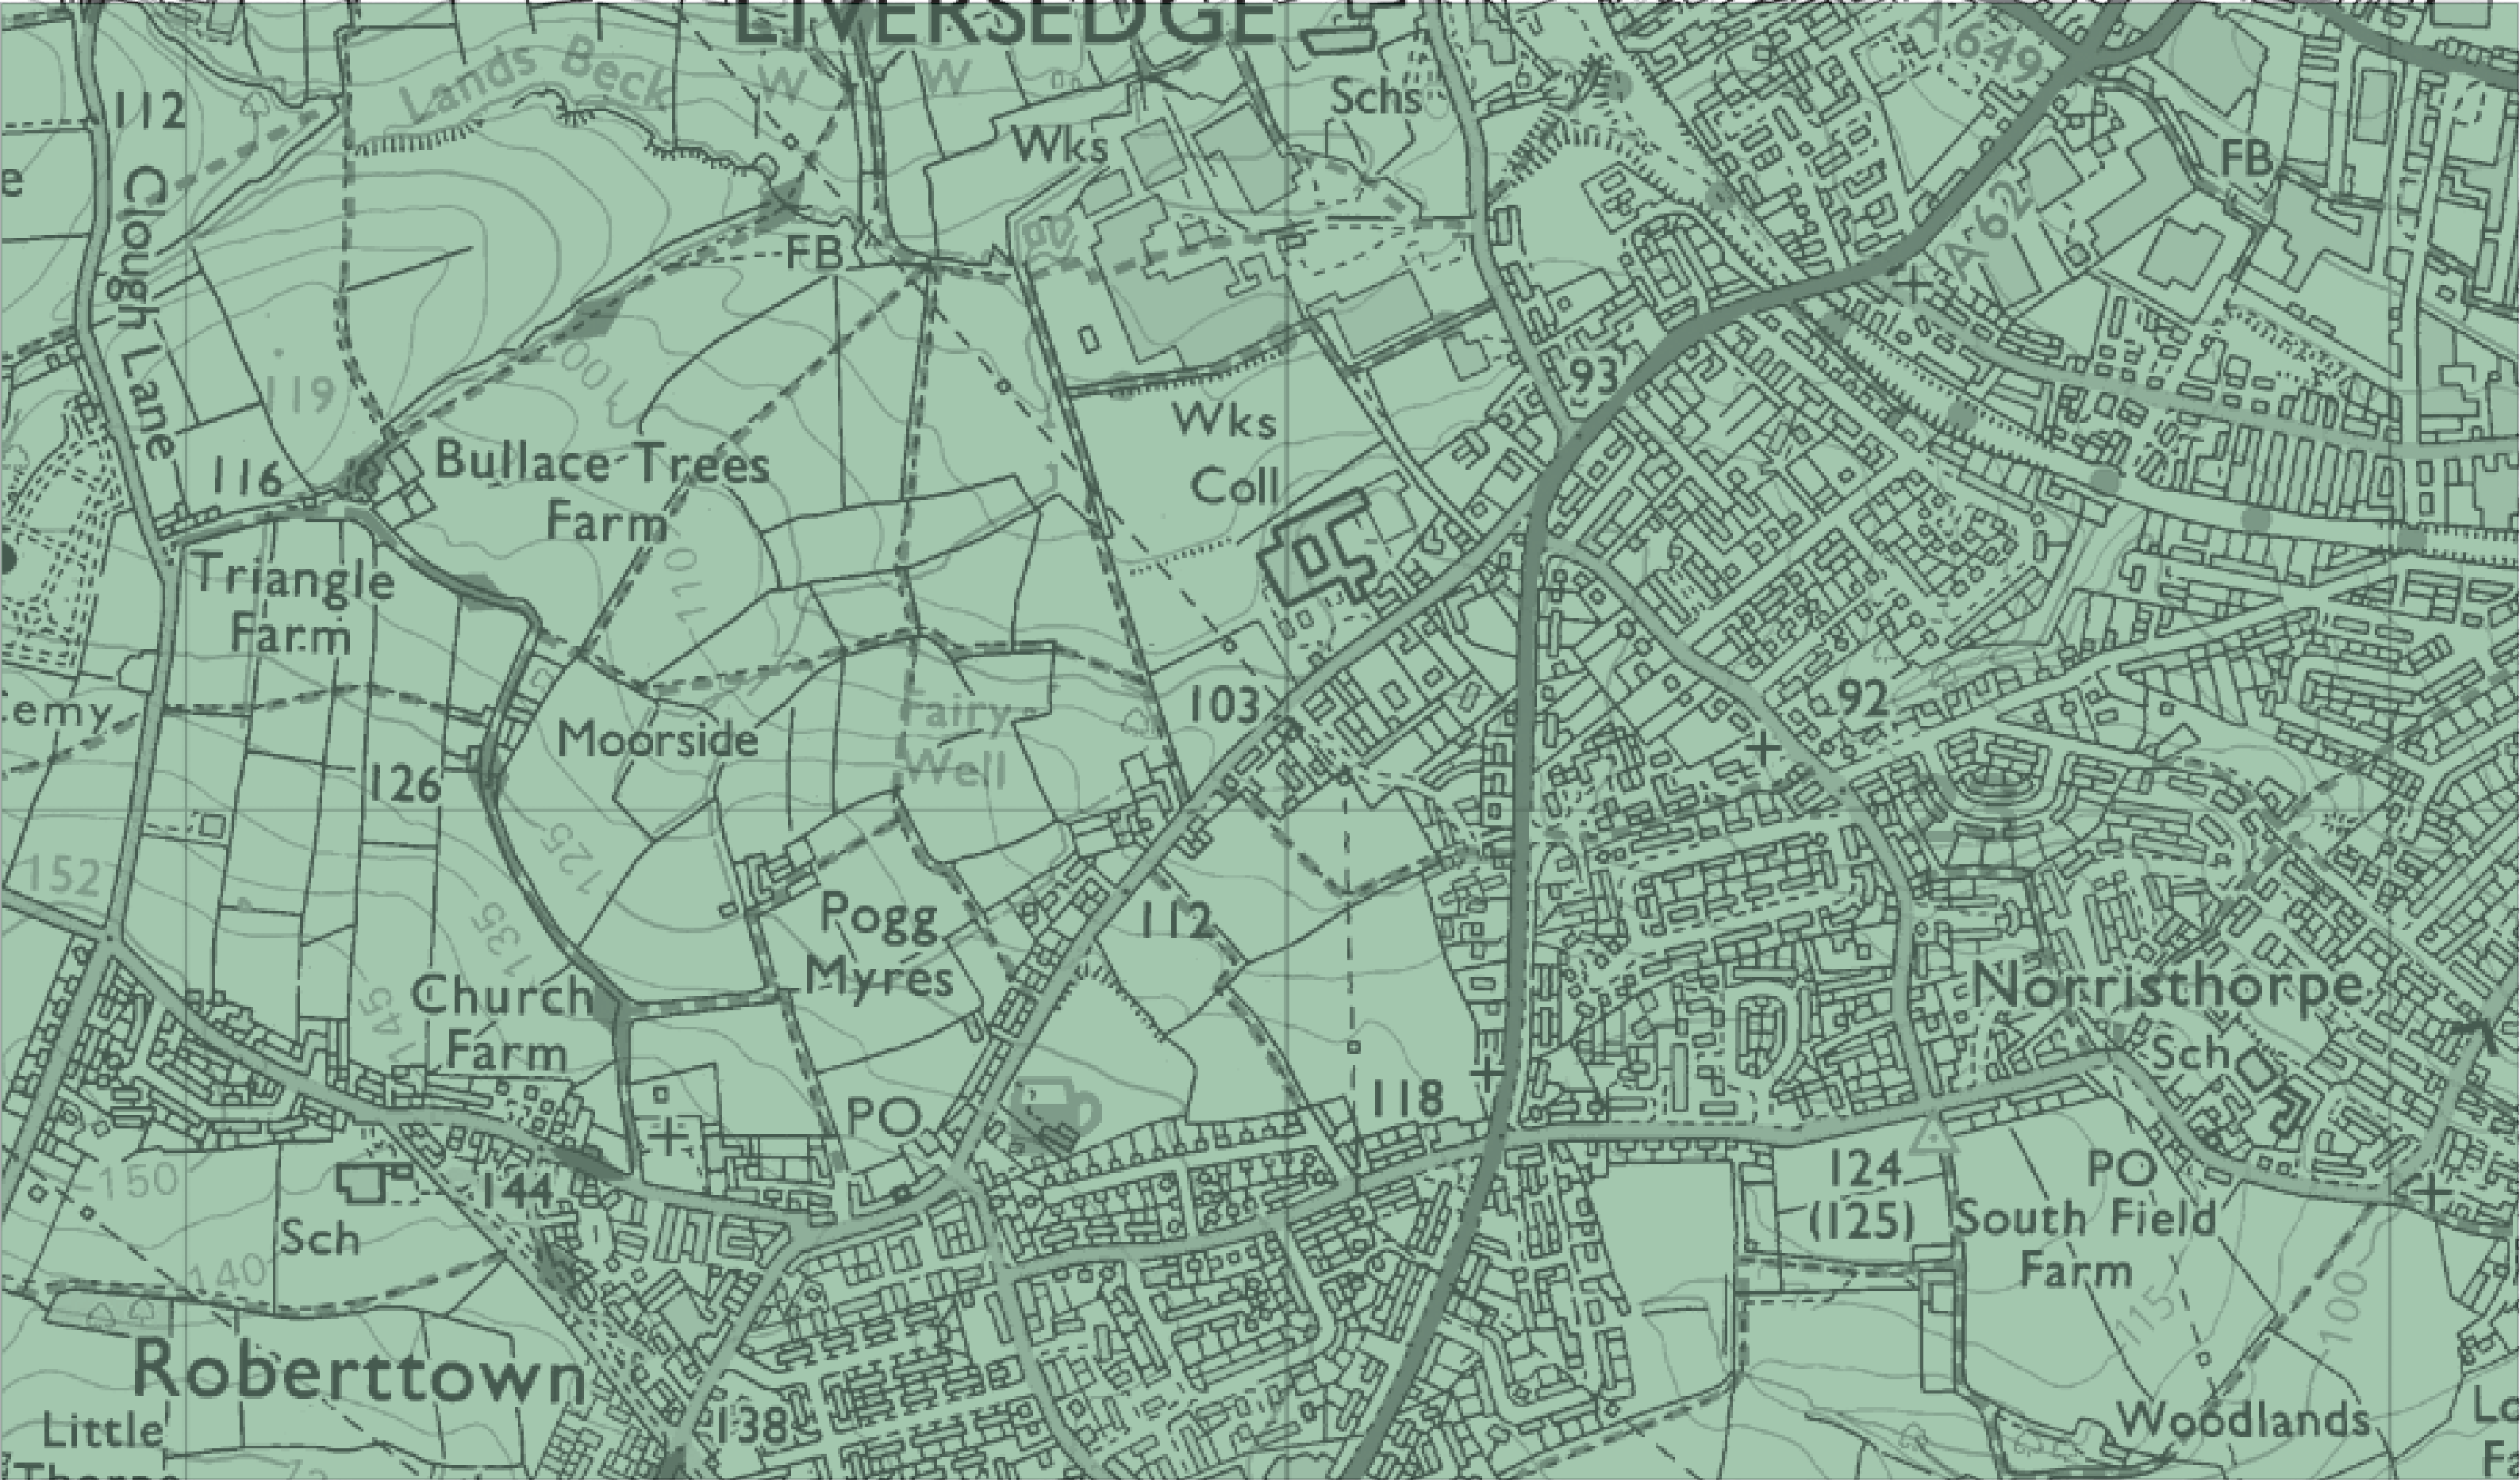 LIVERSEDGE
A 649
Lands Beck
W
W
Schs
112
Wks
FB
Clough Lane
A 62
FB
119
100
93
Wks
116
Bullace Trees
Farm
Coll
110
Triangle
Farm
103
92
emy
Moorside
Fairy
Well
126
125
152
Pogg
Myres
112
135
Church
Farm
145
Norristhorpe
Sch
PO
118
150
144
124
(125)
PO
South Field
Farm
Sch
140
115
100
Roberttown
138
Little
Woodlands